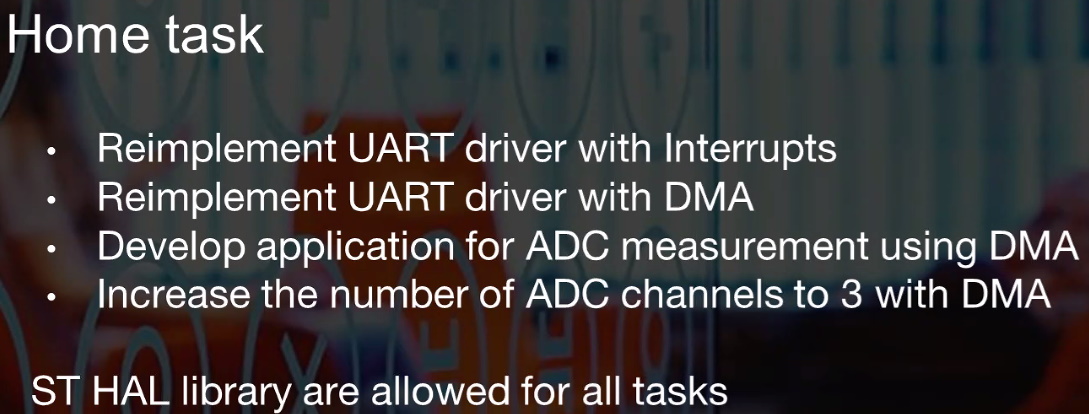 Home task
• Reimplement UART driver with Interrupts
• Reimplement UART driver with DMA
• Develop application for ADC measurement using DMA
• Increase the number of ADC channels to 3 with DMA
ST HAL library are allowed for all tasks